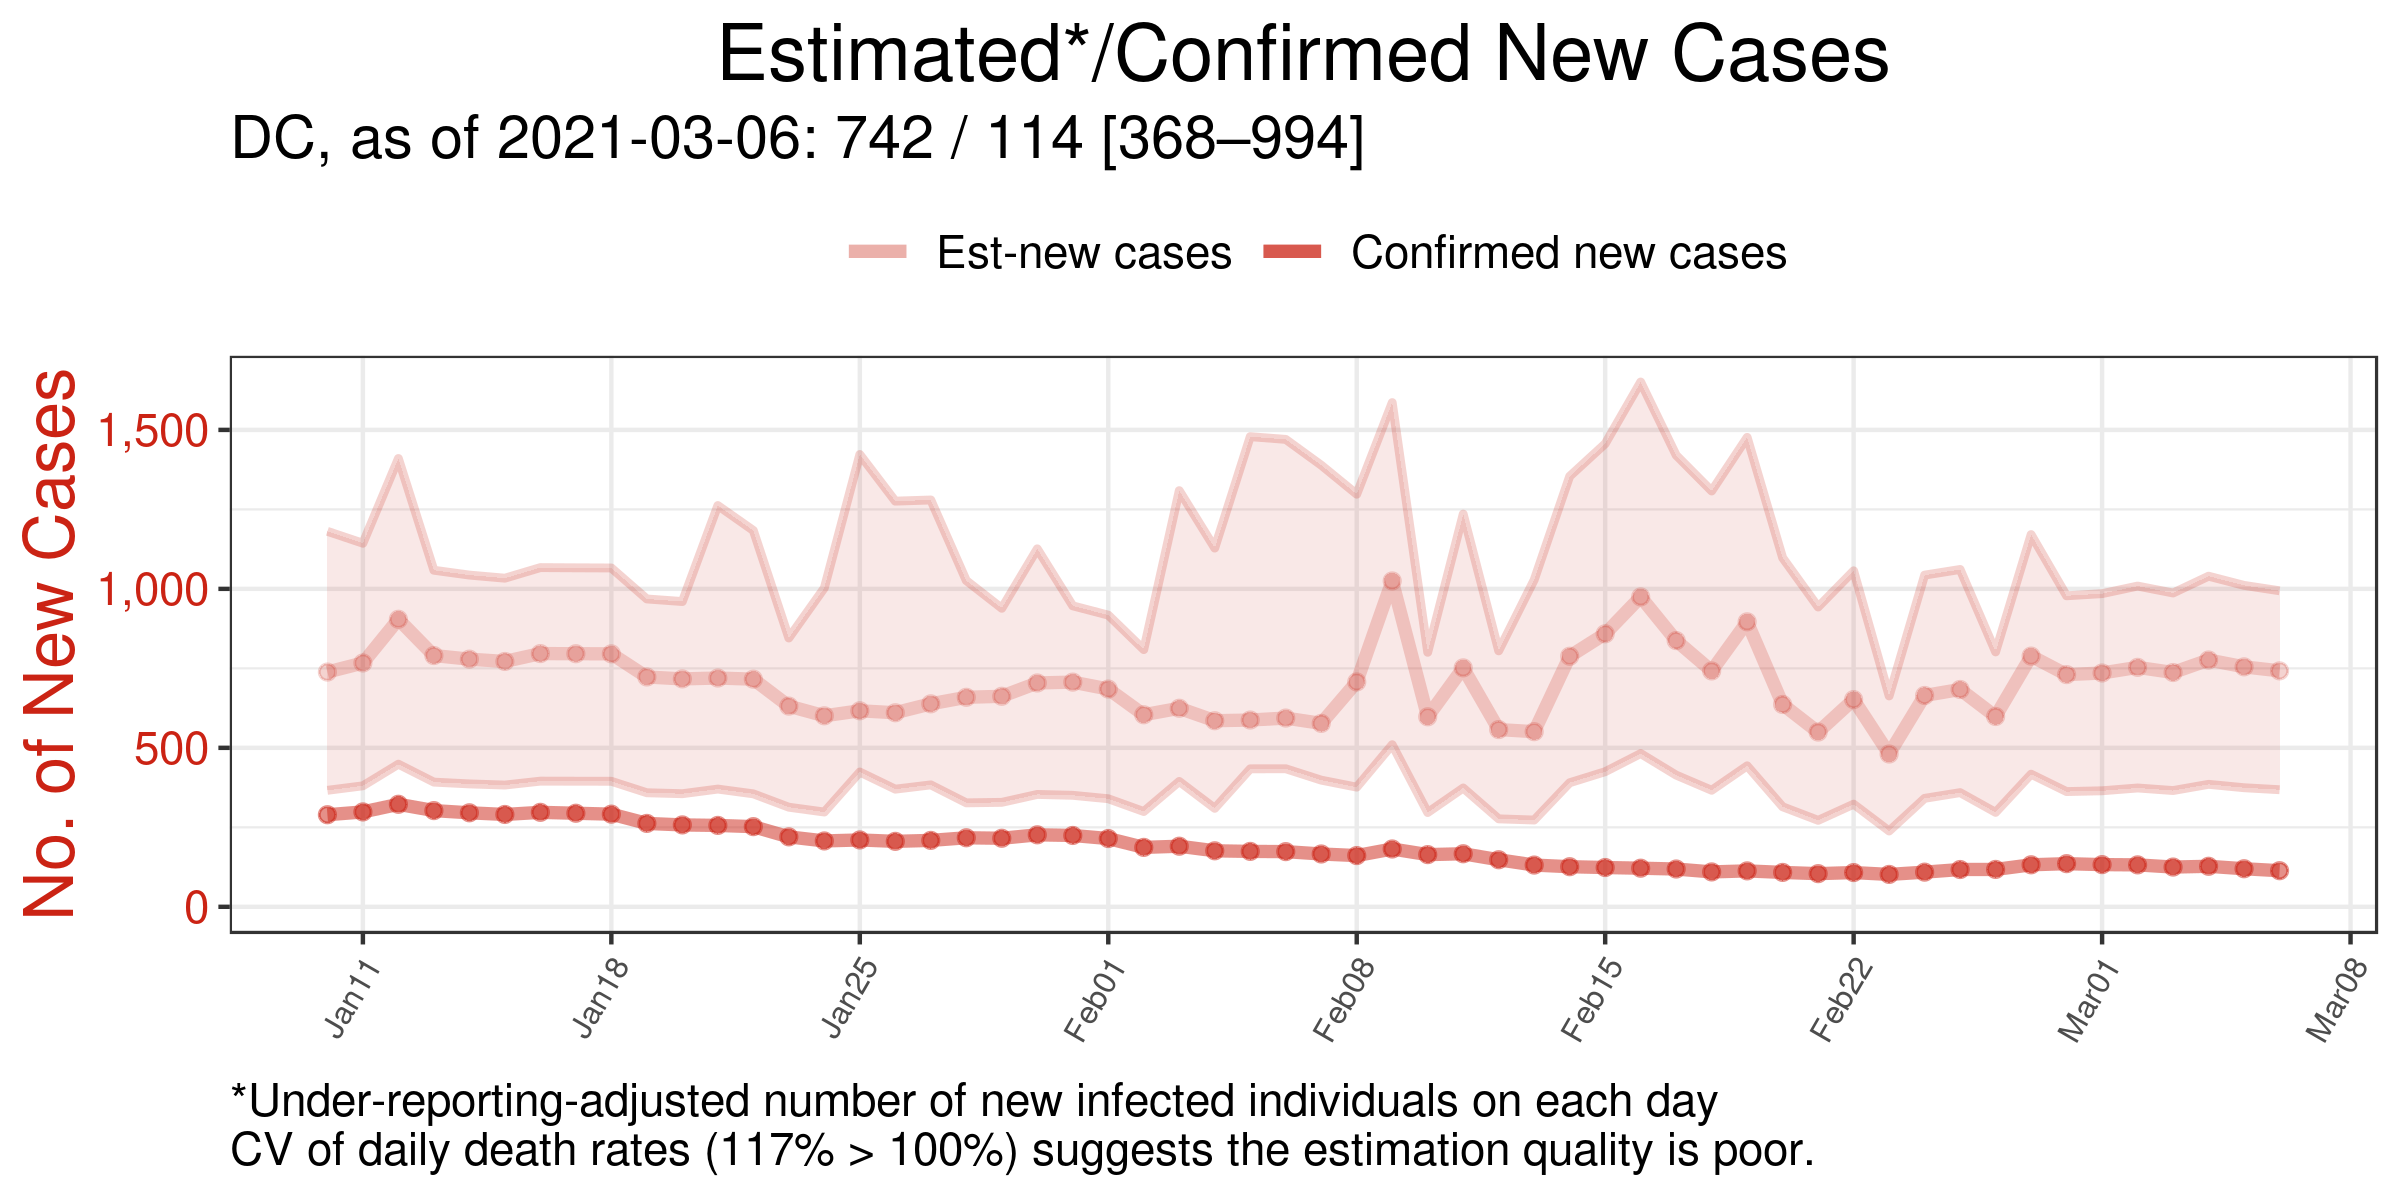 Estimated*/Confirmed New Cases
DC, as of 2021-03-06: 742 / 114 [368–994]
Est-new cases Confirmed new cases
No. of New Cases
1,500
1,000
500
0
Jan11 Jan18 Jan25 Feb01 Feb08 Feb15 Feb22 Mar01 Mar08
*Under-reporting-adjusted number of new infected individuals on each day
CV of daily death rates (117% > 100%) suggests the estimation quality is poor.